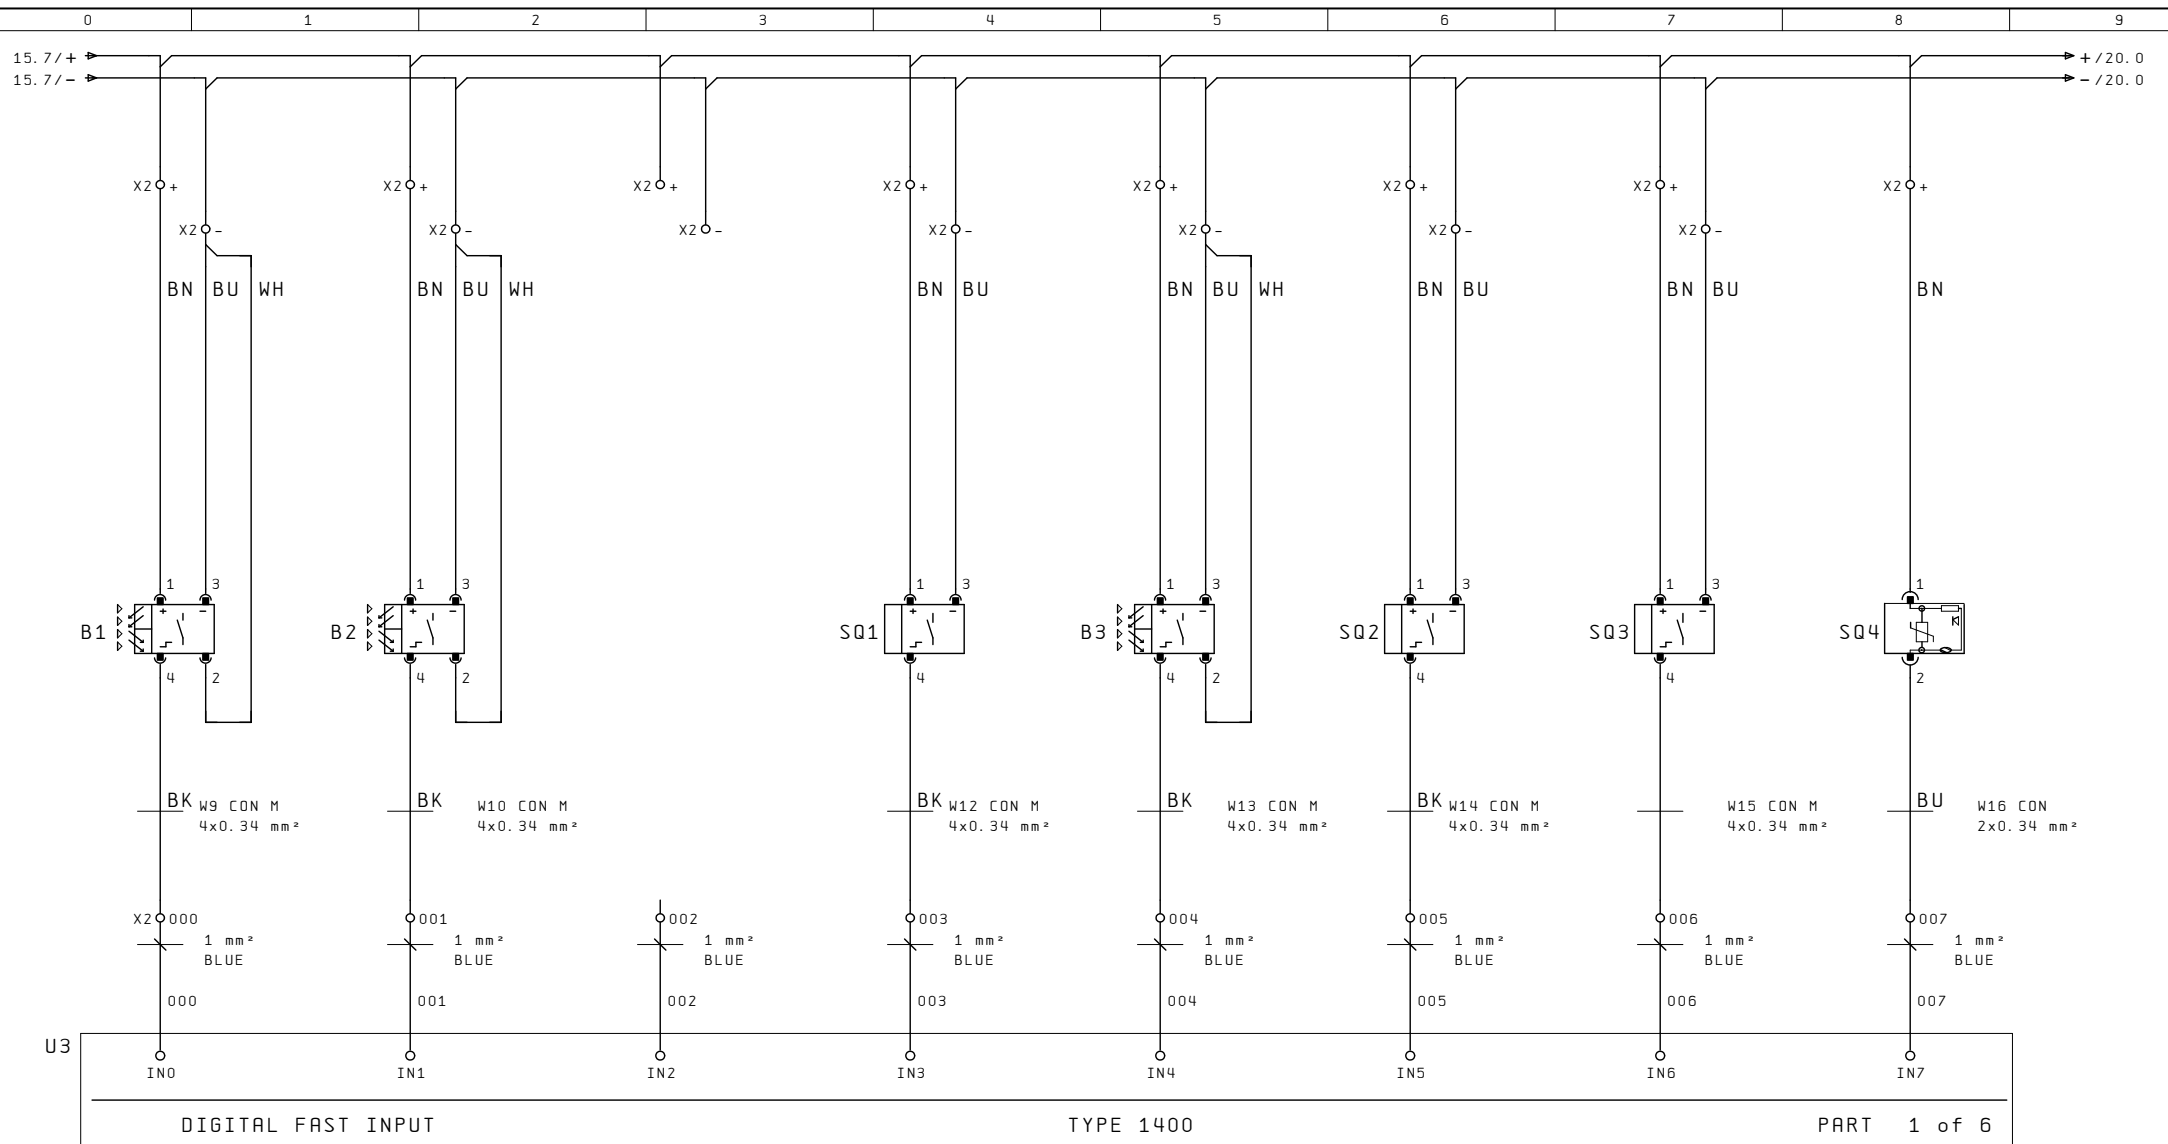 0 1 2 3 4 5 6 7 8 9
15.7/+ +/20.0
15.7/- -/20.0
X2 + X2 + X2 + X2 + X2 + X2 + X2 + X2 +
X2 - X2 - X2 - X2 - X2 - X2 - X2 -
BN BU WH BN BU WH BN BU BN BU WH BN BU BN BU BN
1 3 1 3 1 3 1 3 1 3 1 3 1
+ - + - + - + - + - + -
B1 B2 SQ1 B3 SQ2 SQ3 SQ4
4 2 4 2 4 4 2 4 4 2
BK W9 CON M BK W10 CON M BK W12 CON M BK W13 CON M BK W14 CON M W15 CON M BU W16 CON
4x0.34 mm² 4x0.34 mm² 4x0.34 mm² 4x0.34 mm² 4x0.34 mm² 4x0.34 mm² 2x0.34 mm²
X2 000 001 002 003 004 005 006 007
1 mm² 1 mm² 1 mm² 1 mm² 1 mm² 1 mm² 1 mm² 1 mm²
BLUE BLUE BLUE BLUE BLUE BLUE BLUE BLUE
000 001 002 003 004 005 006 007
U3
IN0 IN1 IN2 IN3 IN4 IN5 IN6 IN7
DIGITAL FAST INPUT TYPE 1400 PART 1 of 6